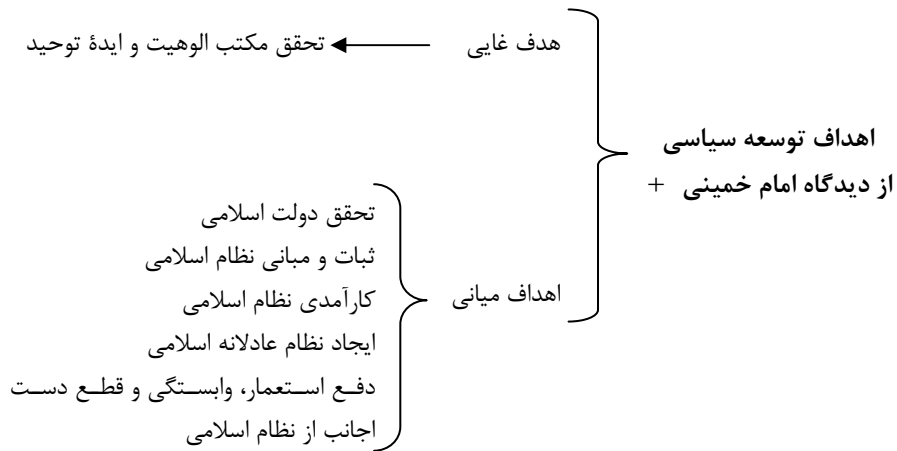 اهداف توسعه سیاسی
از دیدگاه امام خمینی +
هدف غایی
تحقق مکتب الوهیت و ایدۀ توحید
اهداف میانی
تحقق دولت اسلامی
ثبات و مبانی نظام اسلامی
کارآمدی نظام اسلامی
ایجاد نظام عادلانه اسلامی
دفع استعمار، وابستگی و قطع دست
اجانب از نظام اسلامی